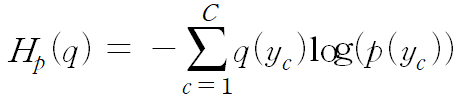 H_p(q) = -\sum_{c=1}^{C} q(y_c)log(p(y_c))